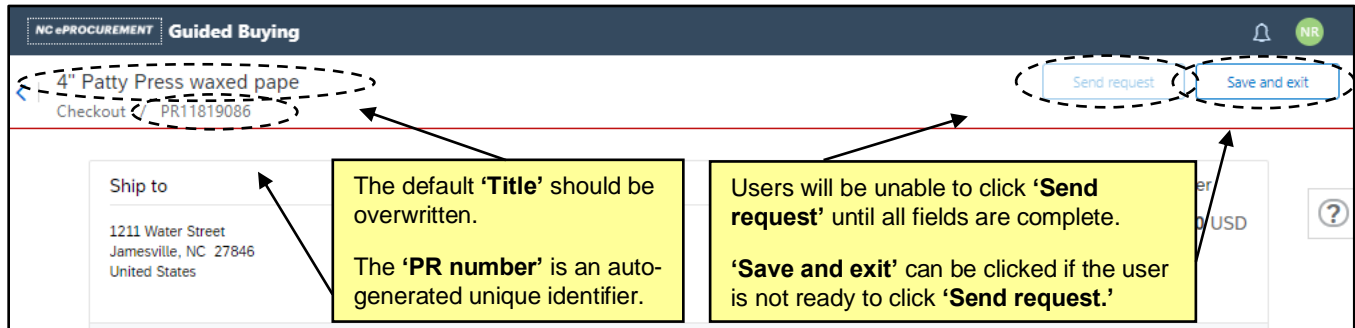 NC ePROCUREMENT Guided Buying
NR
4" Patty Press waxed pape
Send request
Save and exit
Checkout / PR11819086
Ship to
1211 Water Street
Jamesville, NC 27846
United States
The default ‘Title’ should be
overwritten.
The ‘PR number’ is an auto-
generated unique identifier.
Users will be unable to click ‘Send
request’ until all fields are complete.
‘Save and exit’ can be clicked if the user
is not ready to click ‘Send request.’
er
0 USD
?